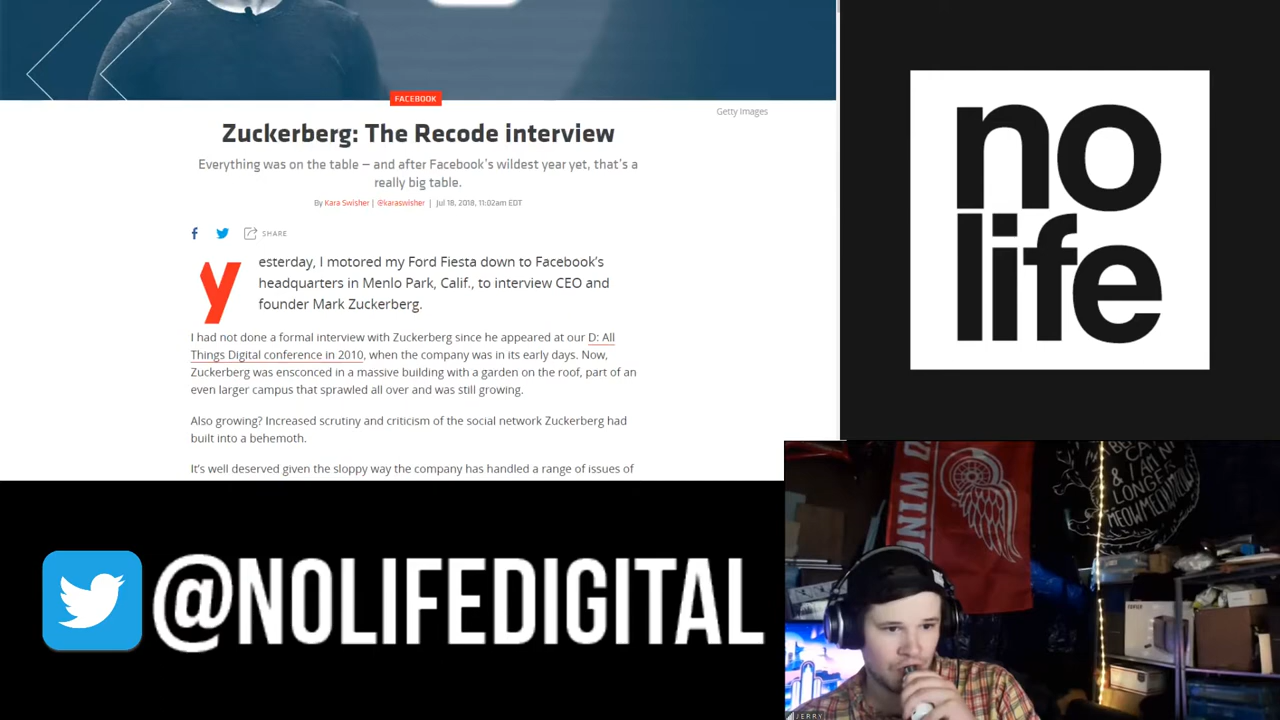 FACEBOOK
Getty Images
Zuckerberg: The Recode interview
Everything was on the table – and after Facebook's wildest year yet, that's a
really big table.
By Kara Swisher | @karaswisher | Jul 18, 2018, 11:02am EDT
SHARE
Yesterday, I motored my Ford Fiesta down to Facebook's
headquarters in Menlo Park, Calif., to interview CEO and
founder Mark Zuckerberg.
I had not done a formal interview with Zuckerberg since he appeared at our D: All
Things Digital conference in 2010, when the company was in its early days. Now,
Zuckerberg was ensconced in a massive building with a garden on the roof, part of an
even larger campus that sprawled all over and was still growing.
Also growing? Increased scrutiny and criticism of the social network Zuckerberg had
built into a behemoth.
It's well deserved given the sloppy way the company has handled a range of issues of
no
life
@NOLIFEDIGITAL
D WIN
I AM N
& LONGER
MEOWMEOWMEOW
JERRY